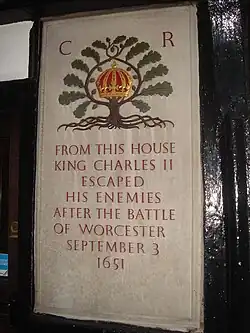 C R
FROM THIS HOUSE
KING CHARLES II
ESCAPED
HIS ENEMIES
AFTER THE BATTLE
OF WORCESTER
SEPTEMBER 3
1651